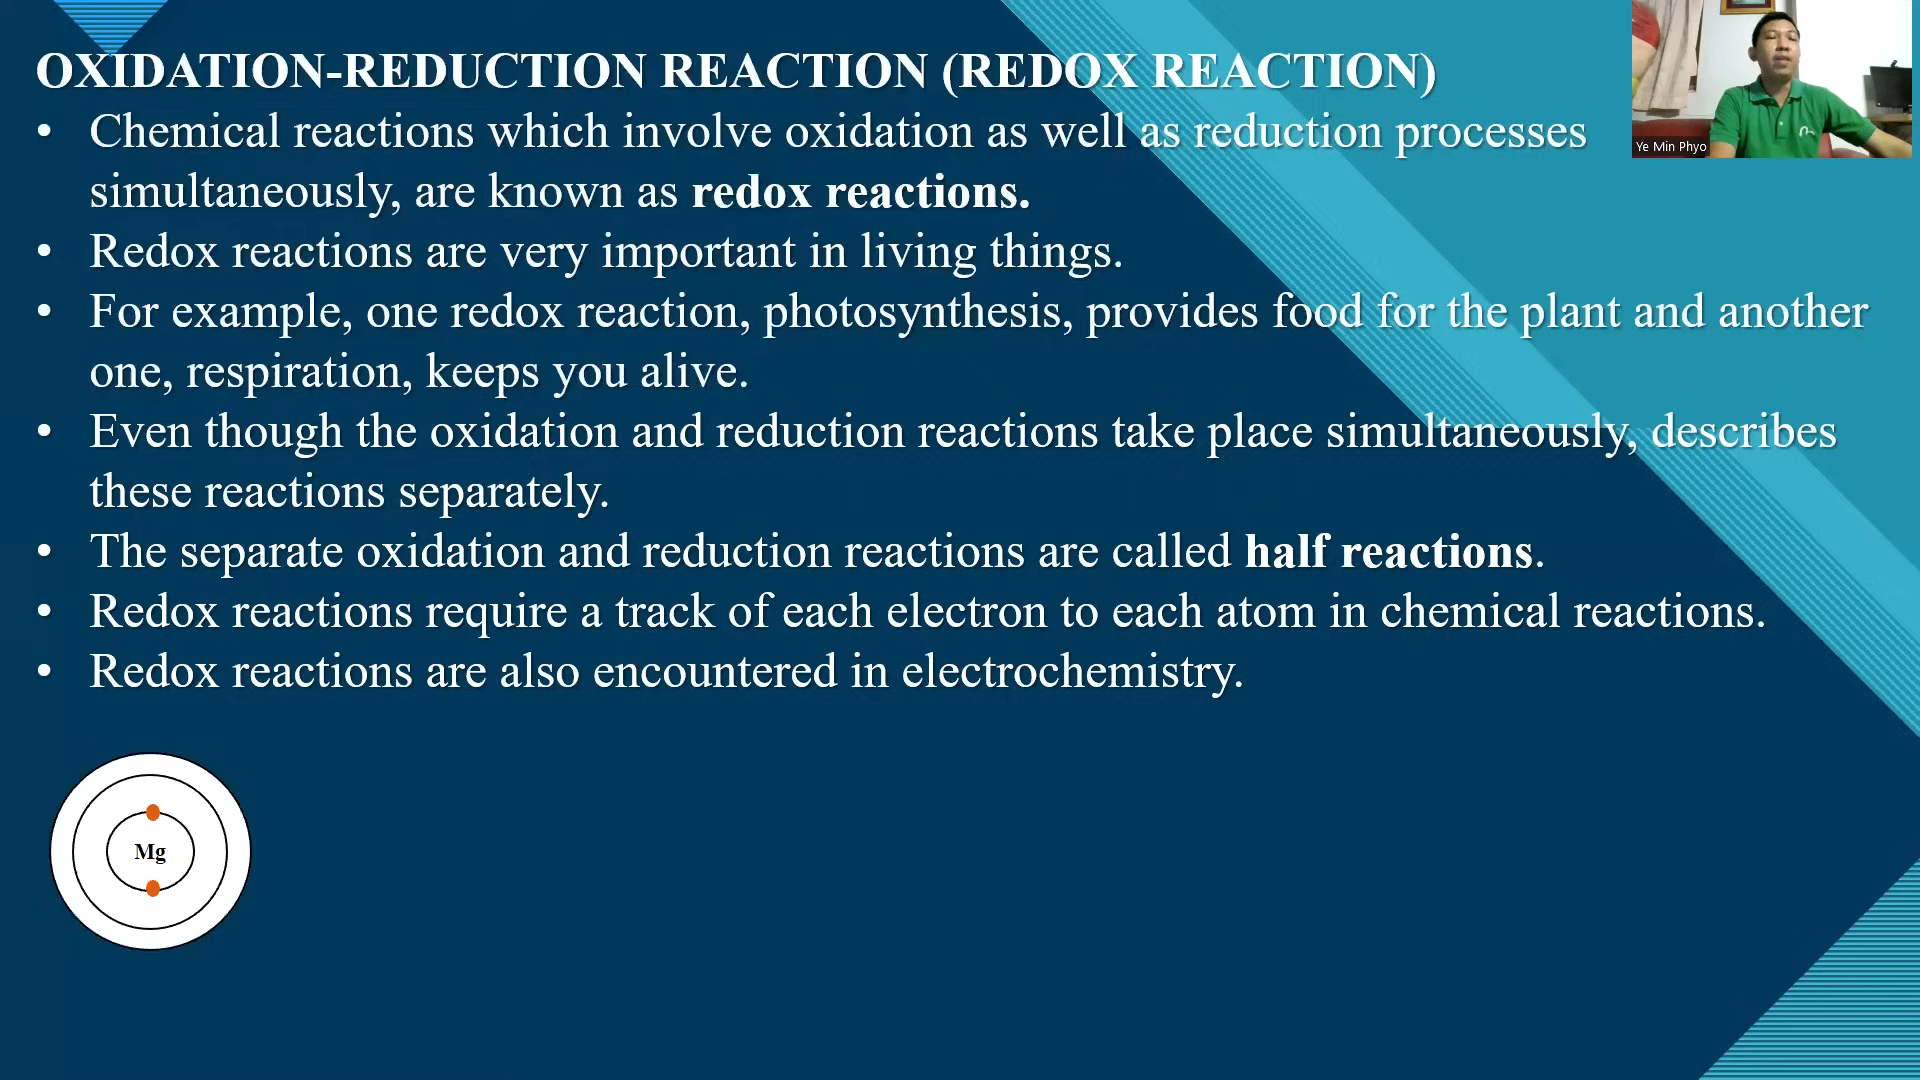 OXIDATION-REDUCTION REACTION (REDOX REACTION)
• Chemical reactions which involve oxidation as well as reduction processes
simultaneously, are known as redox reactions.
• Redox reactions are very important in living things.
• For example, one redox reaction, photosynthesis, provides food for the plant and another
one, respiration, keeps you alive.
• Even though the oxidation and reduction reactions take place simultaneously, describes
these reactions separately.
• The separate oxidation and reduction reactions are called half reactions.
• Redox reactions require a track of each electron to each atom in chemical reactions.
• Redox reactions are also encountered in electrochemistry.
Mg
Ye Min Phyo